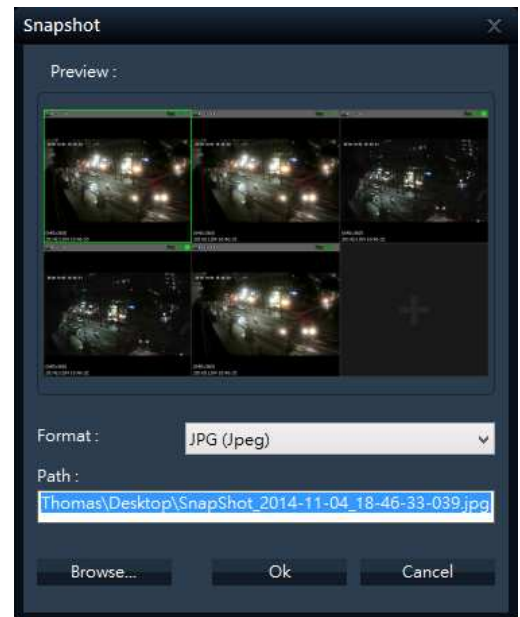 Snapshot
X
Preview :
Format :
JPG (Jpeg)
Path :
Thomas\Desktop\SnapShot_2014-11-04_18-46-33-039.jpg
Browse...
Ok
Cancel